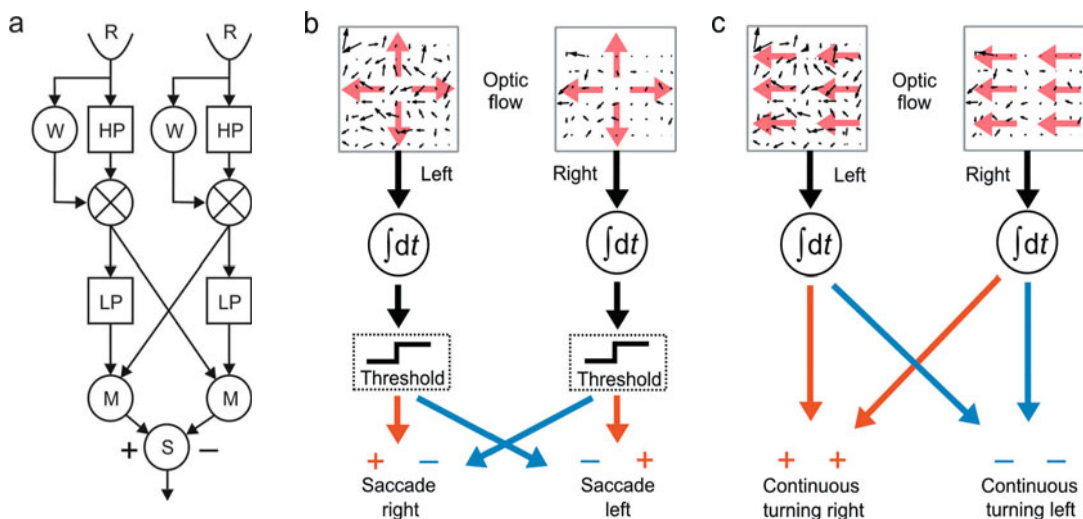 a
R R
W HP W HP
LP LP
M M
+ S −
b
Optic
flow
Left Right
∫dt ∫dt
Threshold Threshold
+ − − +
Saccade
right
Saccade
left
c
Optic
flow
Left Right
∫dt ∫dt
+ + − −
Continuous
turning right
Continuous
turning left